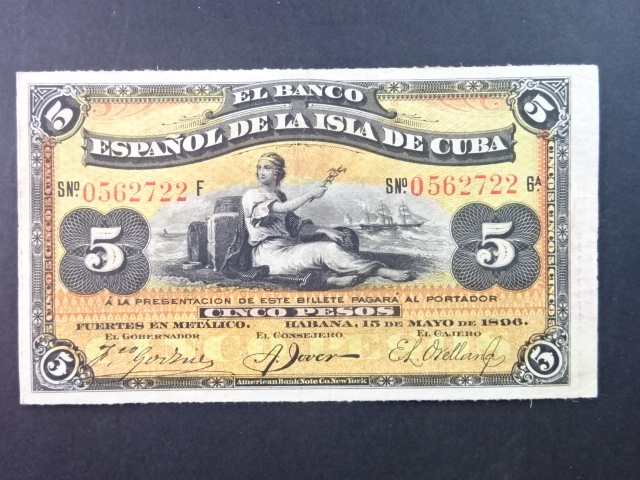 5 EL BANCO 5
ESPAÑOL DE LA ISLA DE CUBA
SNº 0562722 F SNº 0562722 6ᴬ
5 5
Á LA PRESENTACION DE ESTE BILLETE PAGARÁ AL PORTADOR
CINCO PESOS
FUERTES EN METÁLICO. HABANA, 15 DE MAYO DE 1896.
EL GOBERNADOR EL CONSEJERO EL CAJERO
5 5
American Bank Note Co. New York